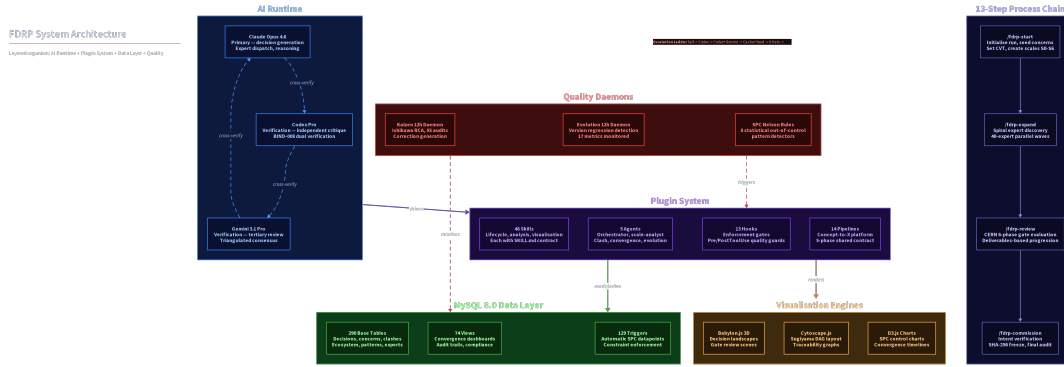 FDRP System Architecture
Layered organism: AI Runtime • Plugin System • Data Layer • Quality
AI Runtime
Claude Opus 4.6
Primary — decision generation
Expert dispatch, reasoning
cross-verify
Codex Pro
Verification — independent critique
BIND-008 dual verification
cross-verify
cross-verify
Gemini 3.1 Pro
Verification — tertiary review
Triangulated consensus
Quality Daemons
Kaizen 12h Daemon
Ishikawa RCA, 5S audits
Correction generation
Evolution 12h Daemon
Version regression detection
17 metrics monitored
SPC Nelson Rules
8 statistical out-of-control
pattern detectors
drives
monitors
triggers
Plugin System
48 Skills
Lifecycle, analysis, visualisation
Each with SKILL.md contract
5 Agents
Orchestrator, scale-analyst
Clash, convergence, evolution
13 Hooks
Enforcement gates
Pre/PostToolUse quality guards
14 Pipelines
Concept-to-X platform
5-phase shared contract
reads/writes
renders
MySQL 8.0 Data Layer
290 Base Tables
Decisions, concerns, clashes
Ecosystem, patterns, experts
74 Views
Convergence dashboards
Audit trails, compliance
129 Triggers
Automatic SPC datapoints
Constraint enforcement
Visualisation Engines
Babylon.js 3D
Decision landscapes
Gate review scenes
Cytoscape.js
Sugiyama DAG layout
Traceability graphs
D3.js Charts
SPC control charts
Convergence timelines
13-Step Process Chain
/fdrp-start
Initialise run, seed concerns
Set CVT, create scales S0-S6
/fdrp-expand
Spiral expert discovery
40-expert parallel waves
/fdrp-review
CERN 6-phase gate evaluation
Deliverables-based progression
/fdrp-commission
Intent verification
SHA-256 freeze, final audit